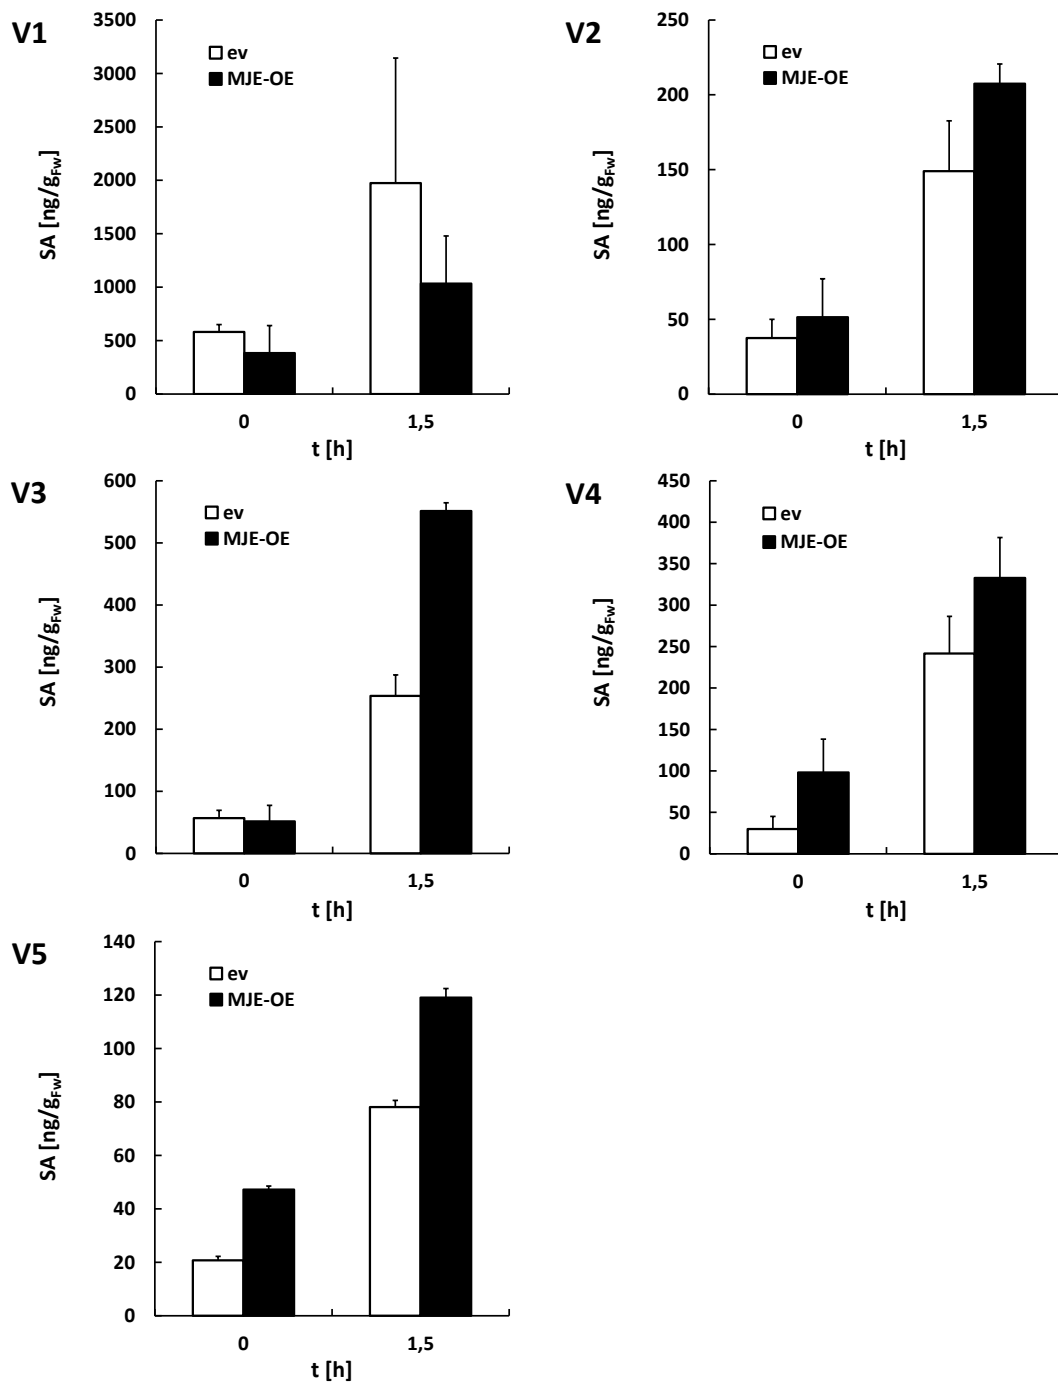 V1
ev
MJE-OE
SA [ng/gFw]
3500
3000
2500
2000
1500
1000
500
0
0 1,5
t [h]
V2
ev
MJE-OE
SA [ng/gFw]
250
200
150
100
50
0
0 1,5
t [h]
V3
ev
MJE-OE
SA [ng/gFw]
600
500
400
300
200
100
0
0 1,5
t [h]
V4
ev
MJE-OE
SA [ng/gFw]
450
400
350
300
250
200
150
100
50
0
0 1,5
t [h]
V5
ev
MJE-OE
SA [ng/gFw]
140
120
100
80
60
40
20
0
0 1,5
t [h]